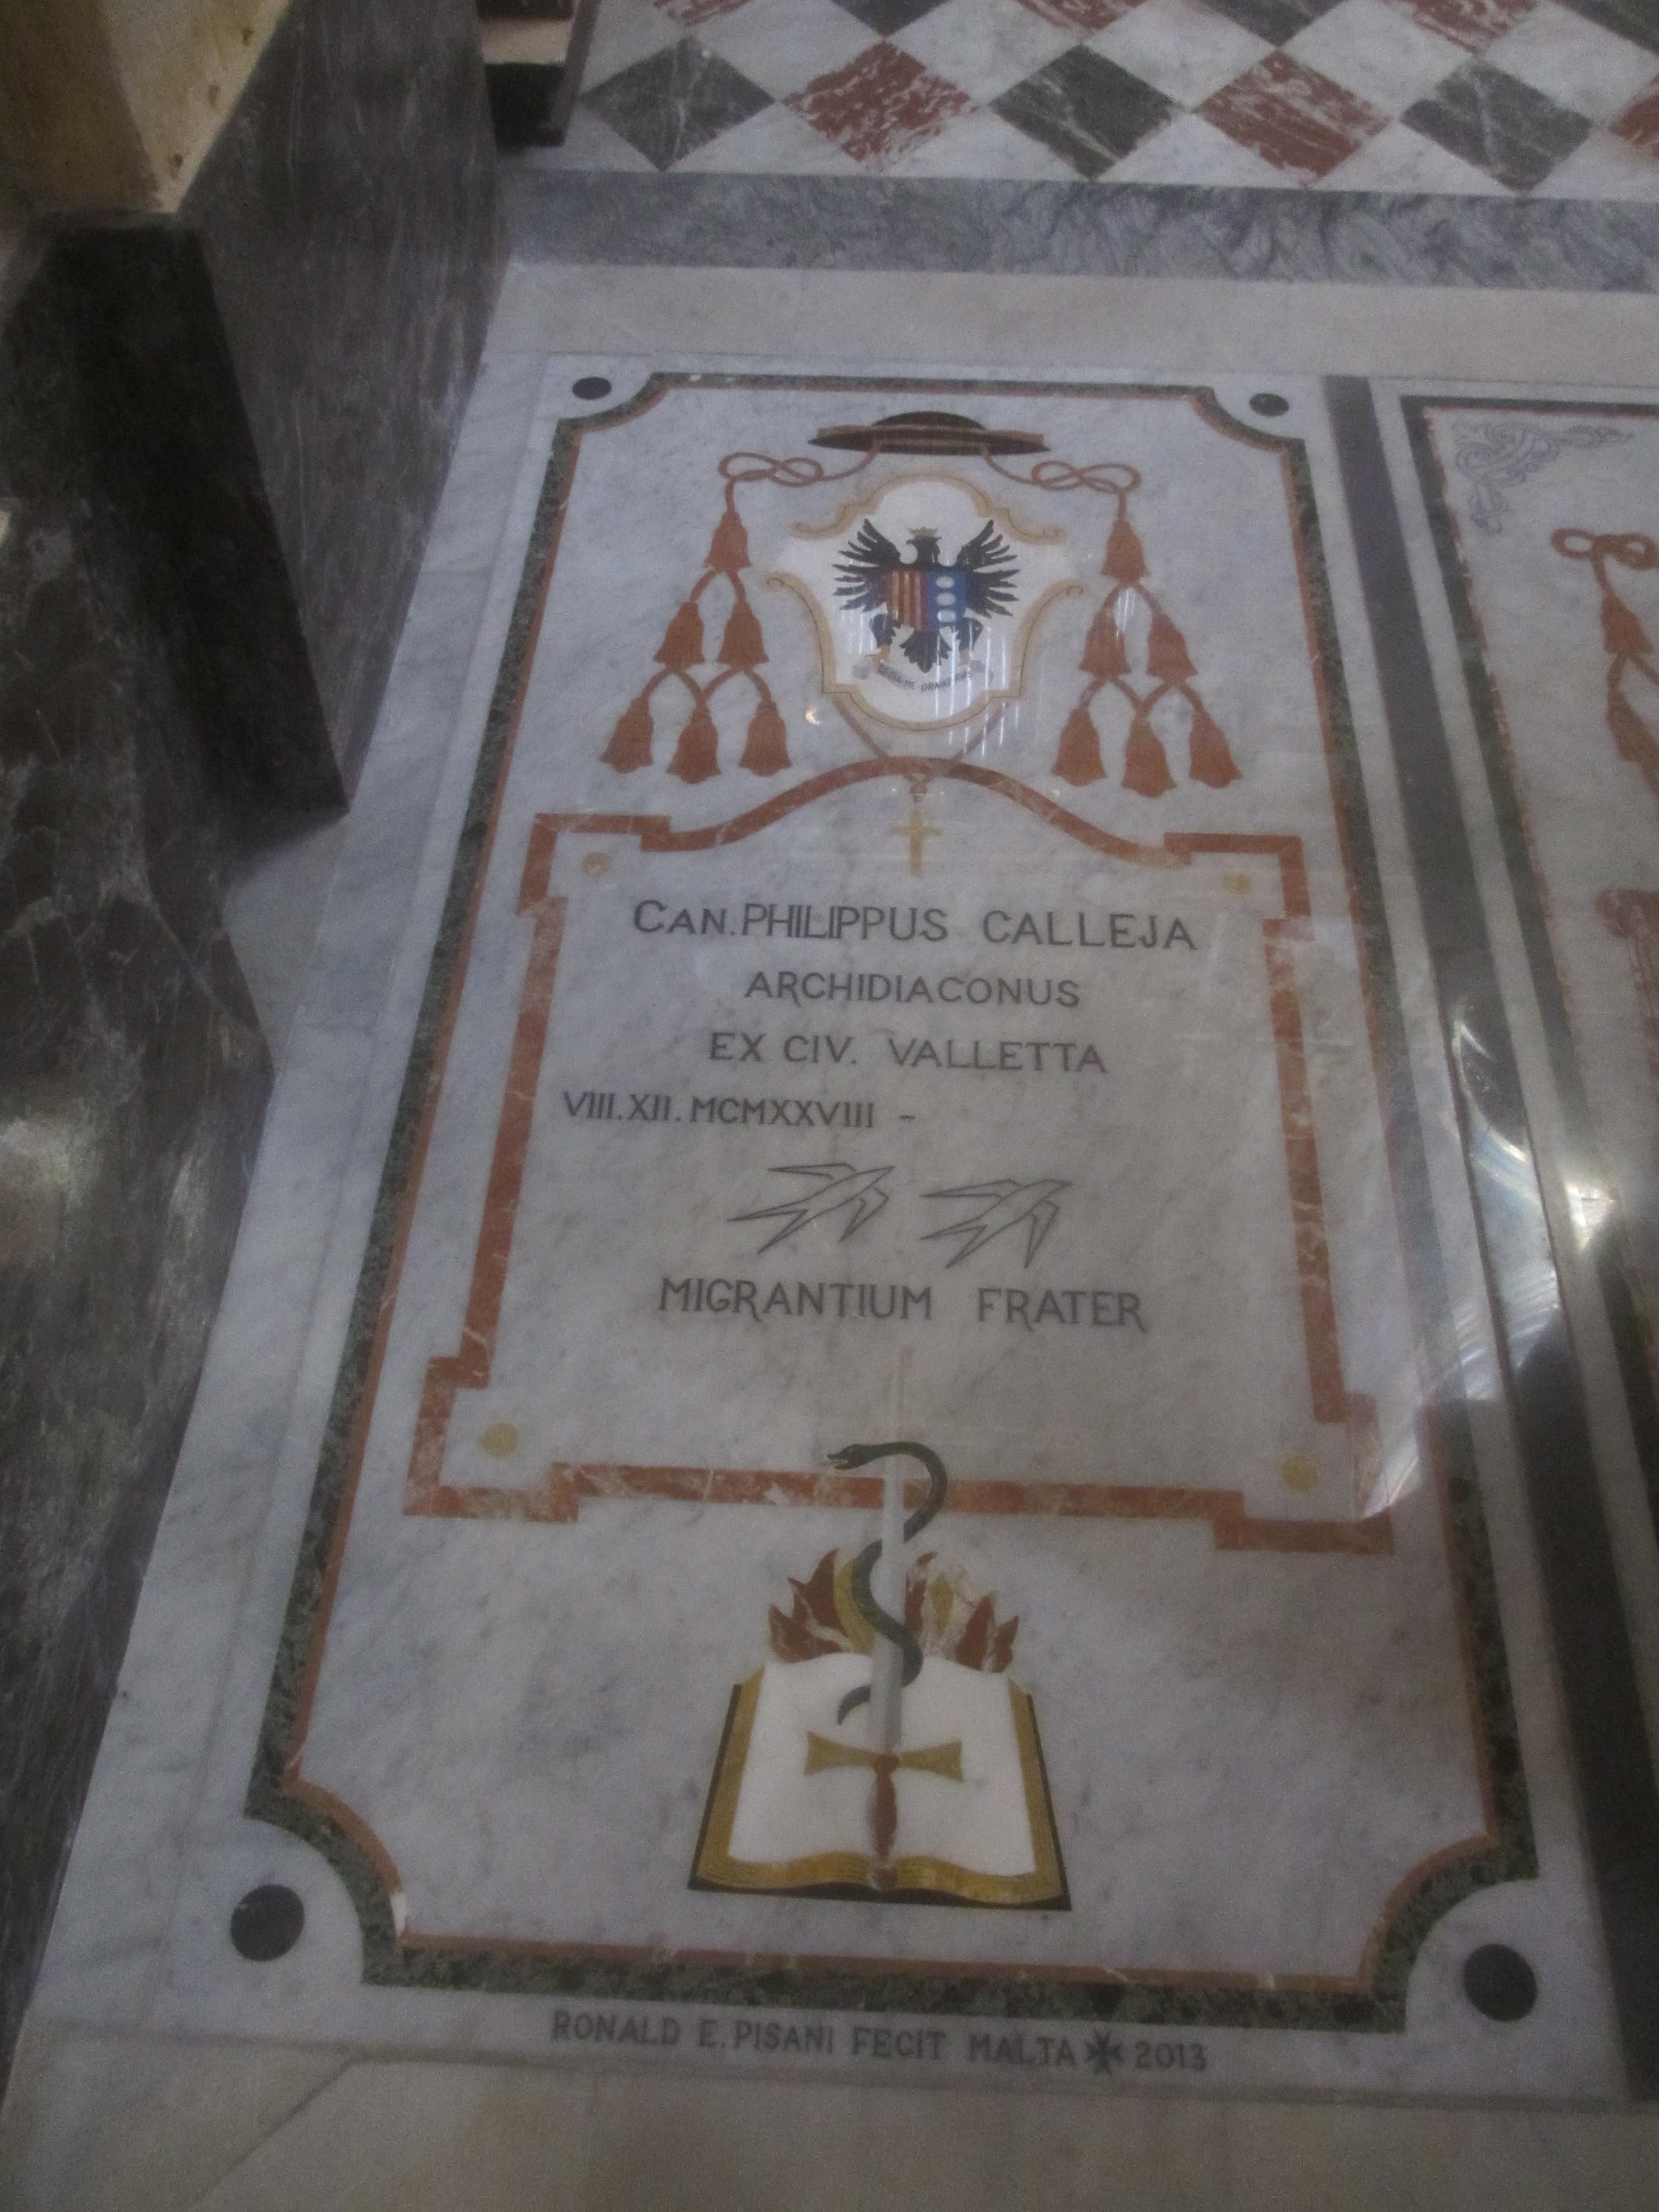 CAN. PHILIPPUS CALLEJA
ARCHIDIACONUS
EX CIV. VALLETTA
VIII.XII.MCMXXVIII –
MIGRANTIUM FRATER
RONALD E. PISANI FECIT MALTA ✠ 2013